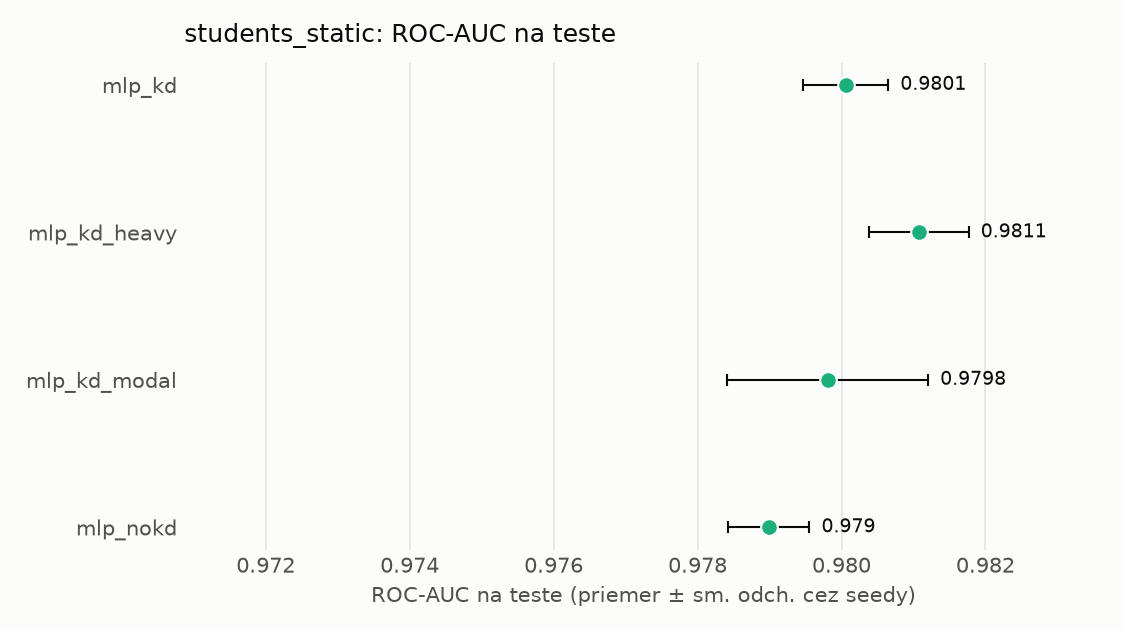 students_static: ROC-AUC na teste
mlp_kd
0.9801
mlp_kd_heavy
0.9811
mlp_kd_modal
0.9798
mlp_nokd
0.979
0.972 0.974 0.976 0.978 0.980 0.982
ROC-AUC na teste (priemer ± sm. odch. cez seedy)